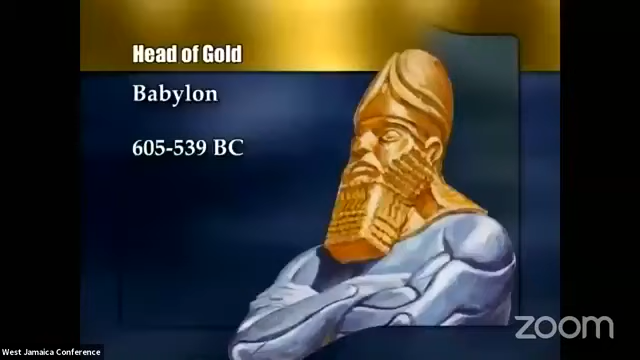 Head of Gold
Babylon
605-539 BC
zoom
West Jamaica Conference